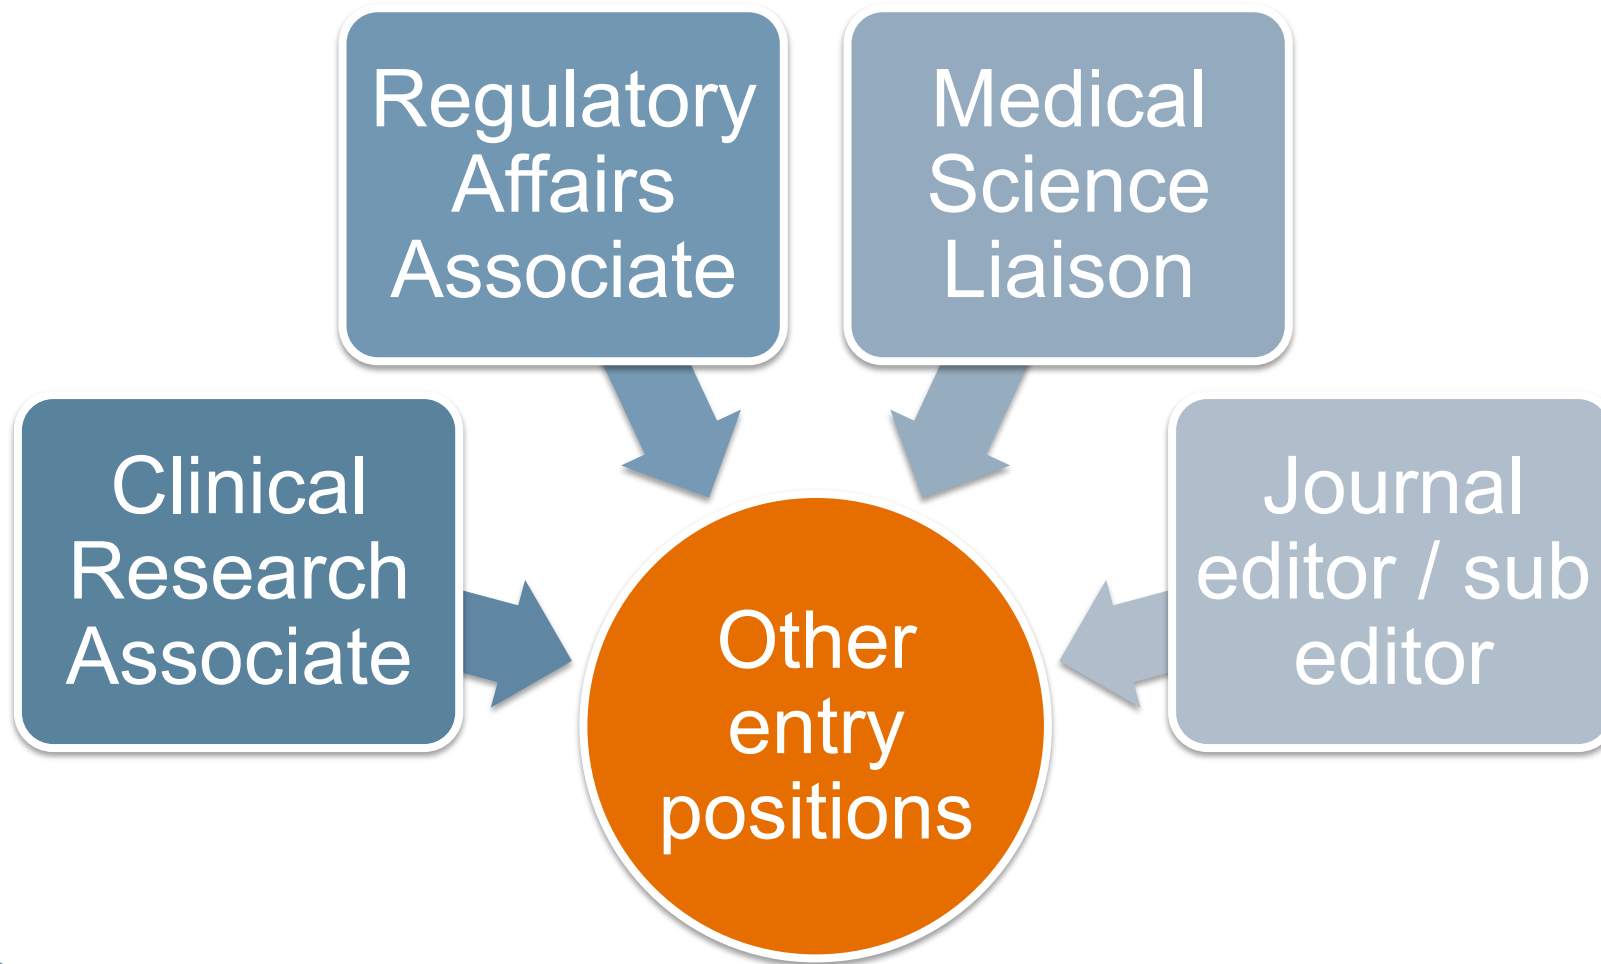 Regulatory
Affairs
Associate
Medical
Science
Liaison
Clinical
Research
Associate
Journal
editor / sub
editor
Other
entry
positions